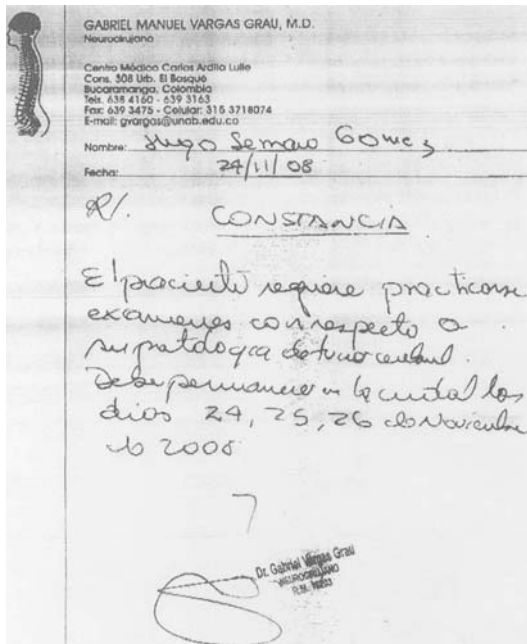 GABRIEL MANUEL VARGAS GRAU, M.D.
Neurocirujano
Centro Médico Carlos Ardila Lulle
Cons. 308 Urb. El Bosque
Bucaramanga, Colombia
Tels. 638 4160 - 639 3163
Fax: 639 3475 - Celular: 315 3718074
E-mail: gvargas@unab.edu.co
Nombre: Gomez
Fecha: 24/11/08
R/.
CONSTANCIA
El paciente requiere practicarse
examenes con respecto a
su patologia de tumor cerebral.
Debe permanecer en la ciudad los
dias 24, 25, 26 de Noviembre
de 2008
Dr. Gabriel Vargas Grau
NEUROCIRUJANO
R.M.